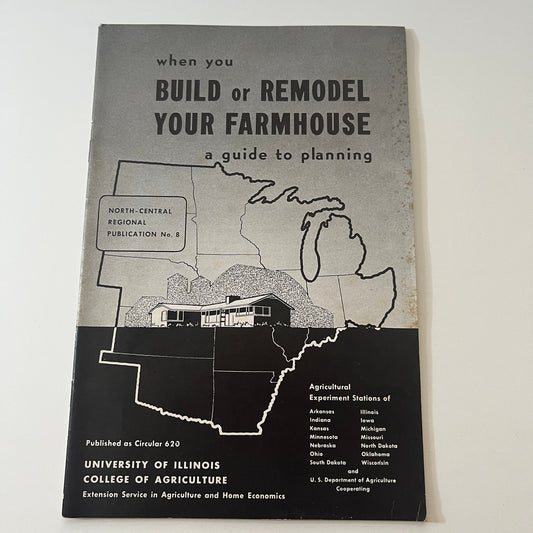 when you
BUILD or REMODEL
YOUR FARMHOUSE
a guide to planning
NORTH-CENTRAL
REGIONAL
PUBLICATION No. 8
Agricultural
Experiment Stations of
Arkansas Illinois
Indiana Iowa
Kansas Michigan
Minnesota Missouri
Nebraska North Dakota
Ohio Oklahoma
South Dakota Wisconsin
and
U. S. Department of Agriculture
Cooperating
Published as Circular 620
UNIVERSITY OF ILLINOIS
COLLEGE OF AGRICULTURE
Extension Service in Agriculture and Home Economics